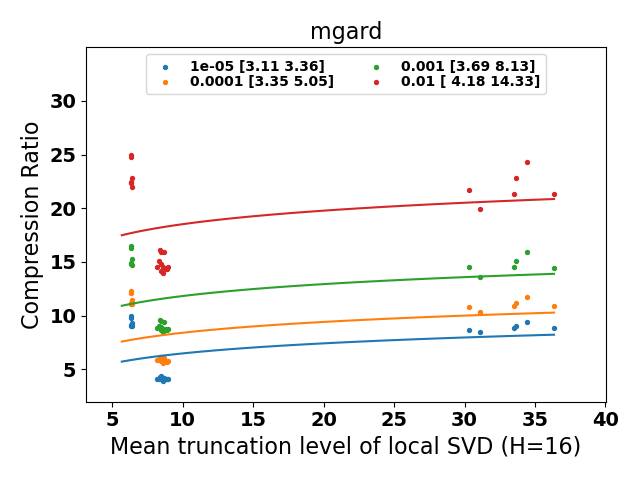 mgard
1e-05 [3.11 3.36]
0.0001 [3.35 5.05]
0.001 [3.69 8.13]
0.01 [ 4.18 14.33]
Compression Ratio
30
25
20
15
10
5
5 10 15 20 25 30 35 40
Mean truncation level of local SVD (H=16)